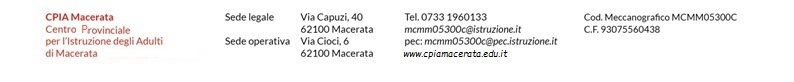 CPIA Macerata
Centro Provinciale
per l'Istruzione degli Adulti
di Macerata
Sede legale Via Capuzi, 40
62100 Macerata
Sede operativa Via Cioci, 6
62100 Macerata
Tel. 0733 1960133
mcmm05300c@istruzione.it
pec: mcmm05300c@pec.istruzione.it
www.cpiamacerata.edu.it
Cod. Meccanografico MCMM05300C
C.F. 93075560438